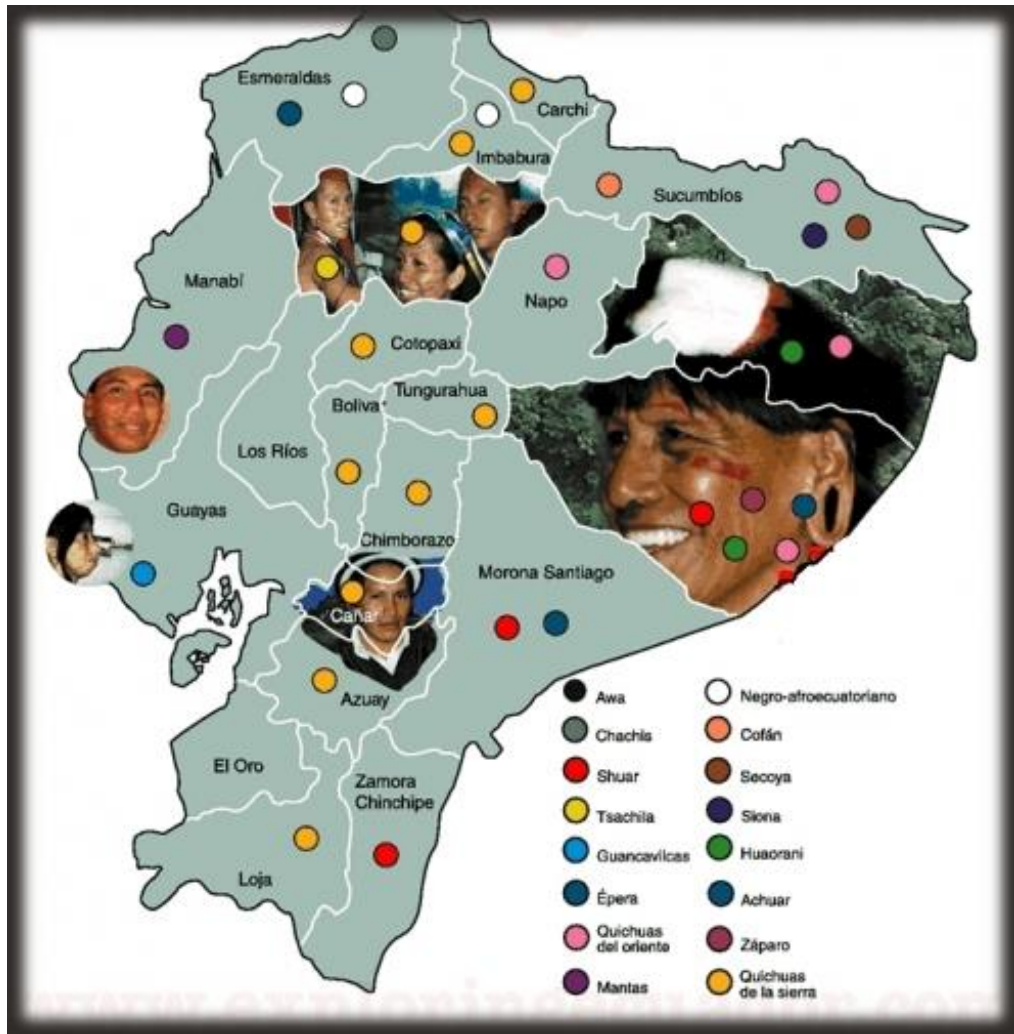 Esmeraldas
Carchi
Imbabura
Sucumbíos
Manabí
Napo
Cotopaxi
Tungurahua
Boliva
Los Ríos
Guayas
Chimborazo
Morona Santiago
Cañar
Azuay
El Oro
Zamora
Chinchipe
Loja
Awa
Chachis
Shuar
Tsachila
Guancavilcas
Épera
Quichuas
del oriente
Mantas
Negro-afroecuatoriano
Cofán
Secoya
Siona
Huaorani
Achuar
Záparo
Quichuas
de la sierra